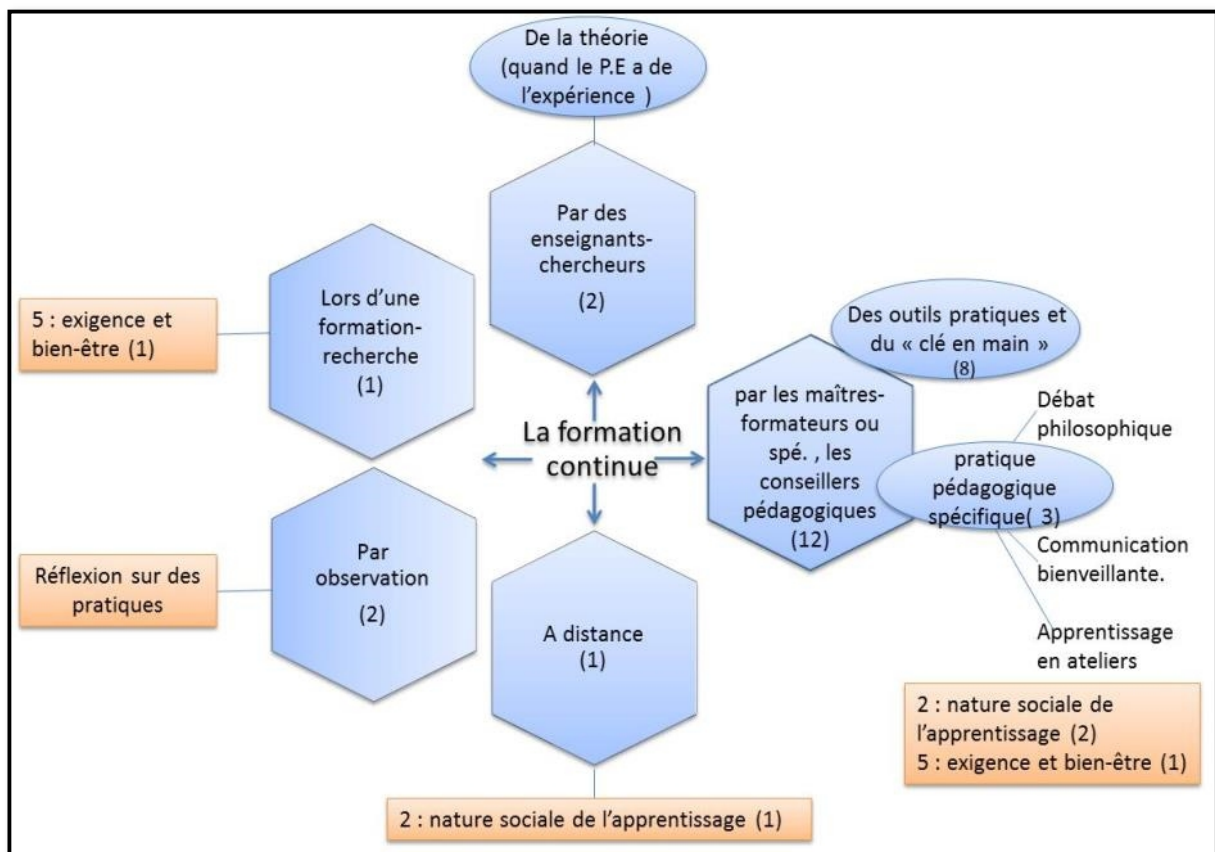 De la théorie
(quand le P.E a de
l’expérience )
Par des
enseignants-
chercheurs
(2)
Lors d’une
formation-
recherche
(1)
5 : exigence et
bien-être (1)
Des outils pratiques et
du « clé en main »
(8)
par les maîtres-
formateurs ou
spé. , les
conseillers
pédagogiques
(12)
Débat
philosophique
pratique
pédagogique
spécifique( 3)
Communication
bienveillante.
Apprentissage
en ateliers
2 : nature sociale de
l’apprentissage (2)
5 : exigence et bien-être (1)
La formation
continue
Par
observation
(2)
Réflexion sur des
pratiques
A distance
(1)
2 : nature sociale de l’apprentissage (1)